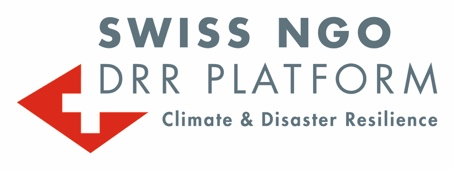 SWISS NGO
DRR PLATFORM
Climate & Disaster Resilience